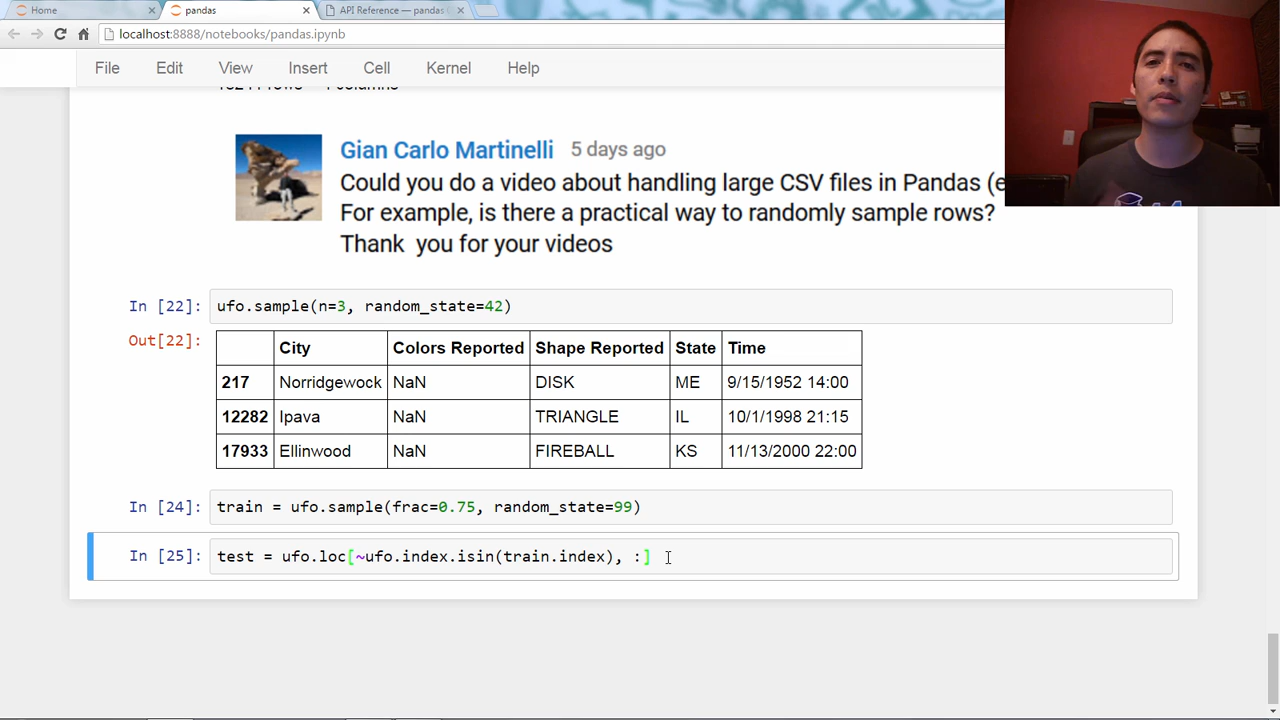 Home
pandas
API Reference — pandas
localhost:8888/notebooks/pandas.ipynb
File Edit View Insert Cell Kernel Help
Gian Carlo Martinelli 5 days ago
Could you do a video about handling large CSV files in Pandas (e
For example, is there a practical way to randomly sample rows?
Thank you for your videos
In [22]: ufo.sample(n=3, random_state=42)
Out[22]:
City Colors Reported Shape Reported State Time
217 Norridgewock NaN DISK ME 9/15/1952 14:00
12282 Ipava NaN TRIANGLE IL 10/1/1998 21:15
17933 Ellinwood NaN FIREBALL KS 11/13/2000 22:00
In [24]: train = ufo.sample(frac=0.75, random_state=99)
In [25]: test = ufo.loc[~ufo.index.isin(train.index), :]